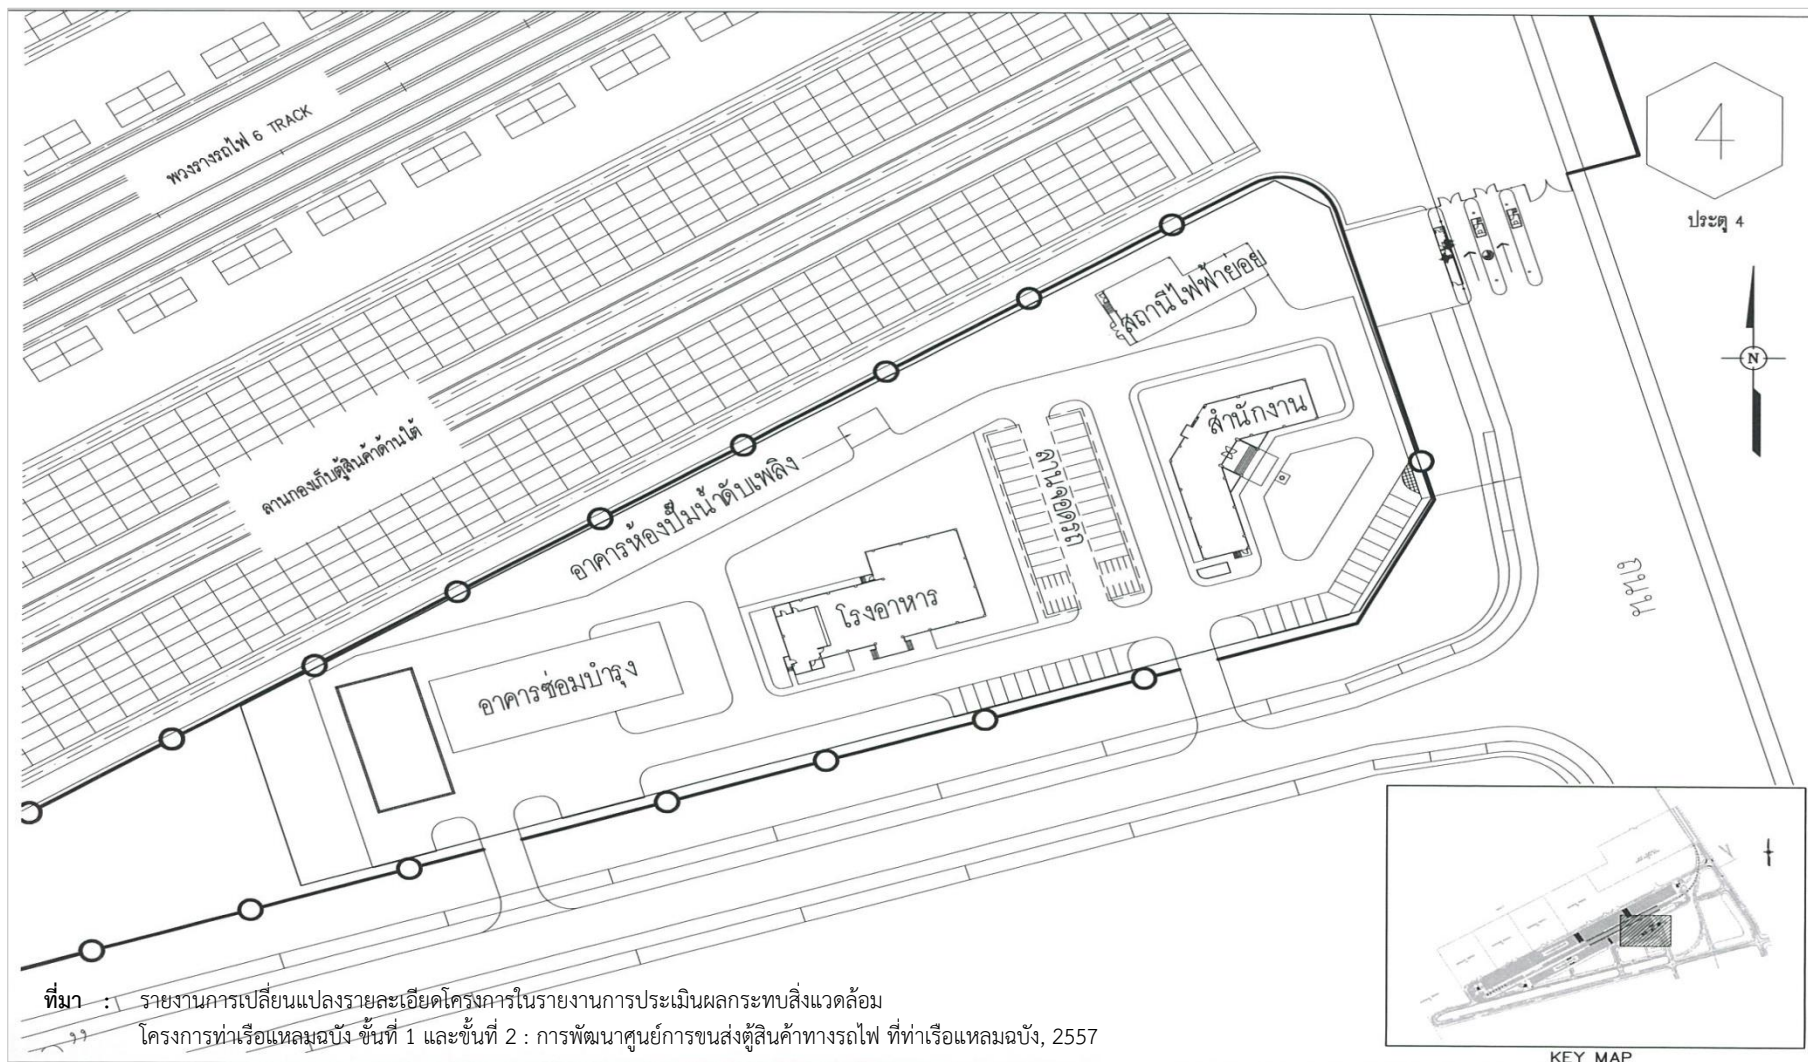 พวงรางรถไฟ 6 TRACK
4
ประตู 4
N
สถานีไฟฟ้าย่อย
สำนักงาน
ลานจอดรถ
ลานกองเก็บตู้สินค้าด้านใต้
อาคารห้องปั๊มน้ำดับเพลิง
โรงอาหาร
อาคารซ่อมบำรุง
ถนน
ที่มา : รายงานการเปลี่ยนแปลงรายละเอียดโครงการในรายงานการประเมินผลกระทบสิ่งแวดล้อม
โครงการท่าเรือแหลมฉบัง ขั้นที่ 1 และขั้นที่ 2 : การพัฒนาศูนย์การขนส่งตู้สินค้าทางรถไฟ ที่ท่าเรือแหลมฉบัง, 2557
KEY MAP